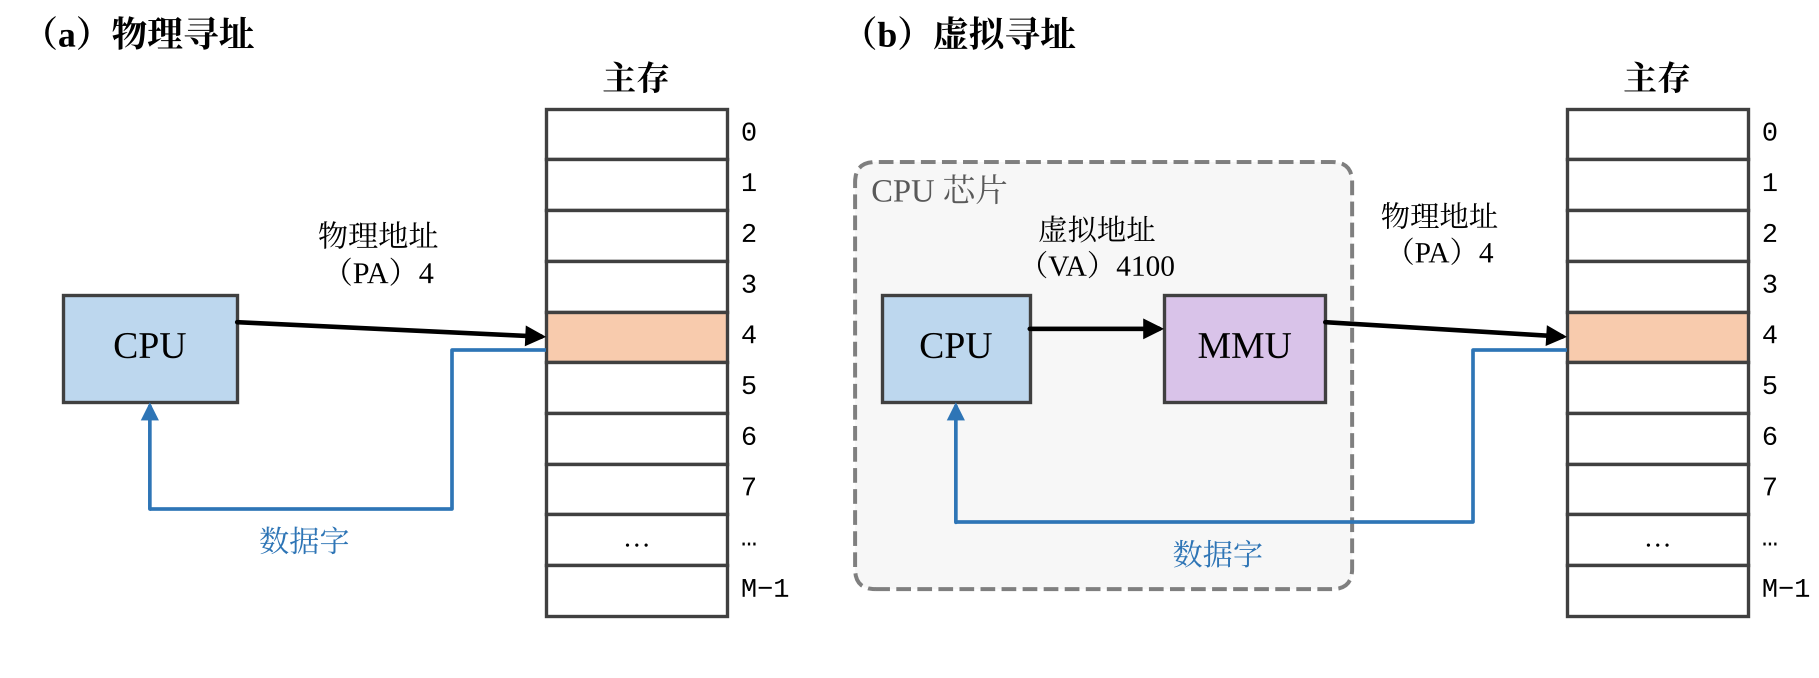 （a）物理寻址
主存
0
1
2
3
4
5
6
7
…
M−1
物理地址
（PA）4
CPU
数据字
…
（b）虚拟寻址
主存
CPU 芯片
虚拟地址
（VA）4100
物理地址
（PA）4
CPU
MMU
数据字
0
1
2
3
4
5
6
7
…
…
M−1